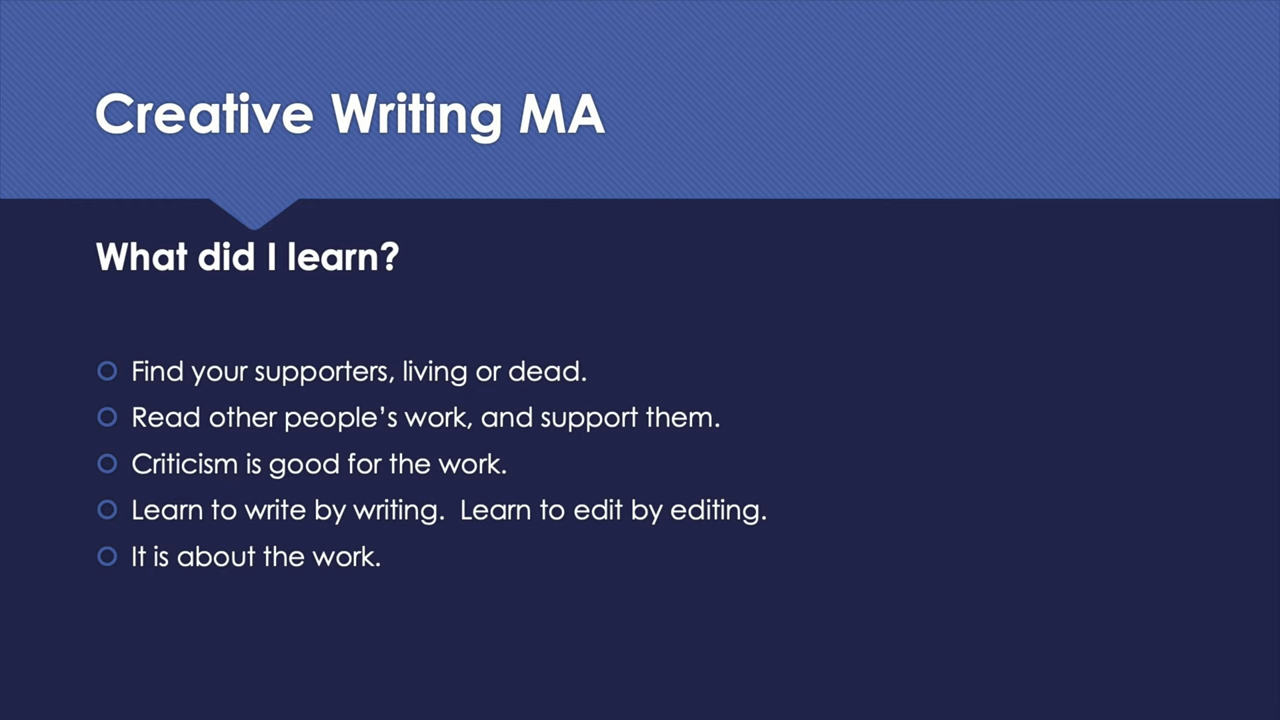 Creative Writing MA
What did I learn?
Find your supporters, living or dead.
Read other people’s work, and support them.
Criticism is good for the work.
Learn to write by writing.  Learn to edit by editing.
It is about the work.